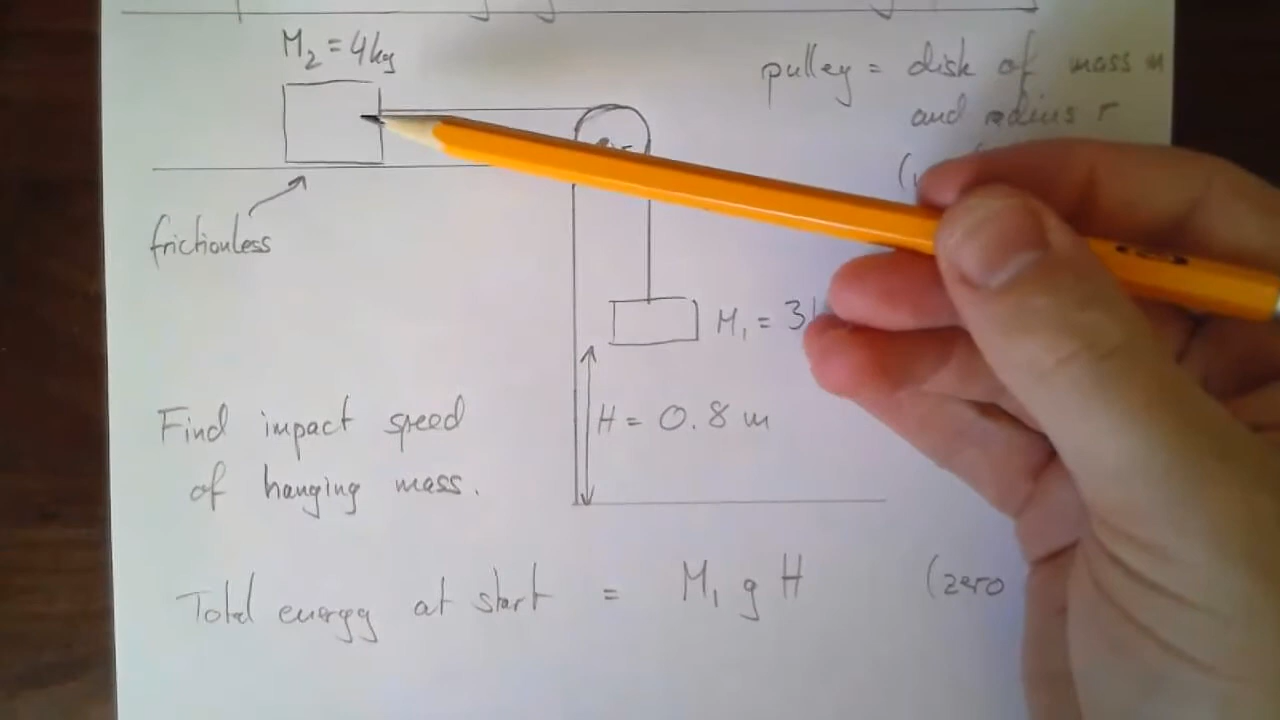 M₂ = 4kg
pulley = disk of mass m
and radius r
frictionless
M₁ = 3
H = 0.8 m
Find impact speed
of hanging mass.
Total energy at start = M₁ g H (zero